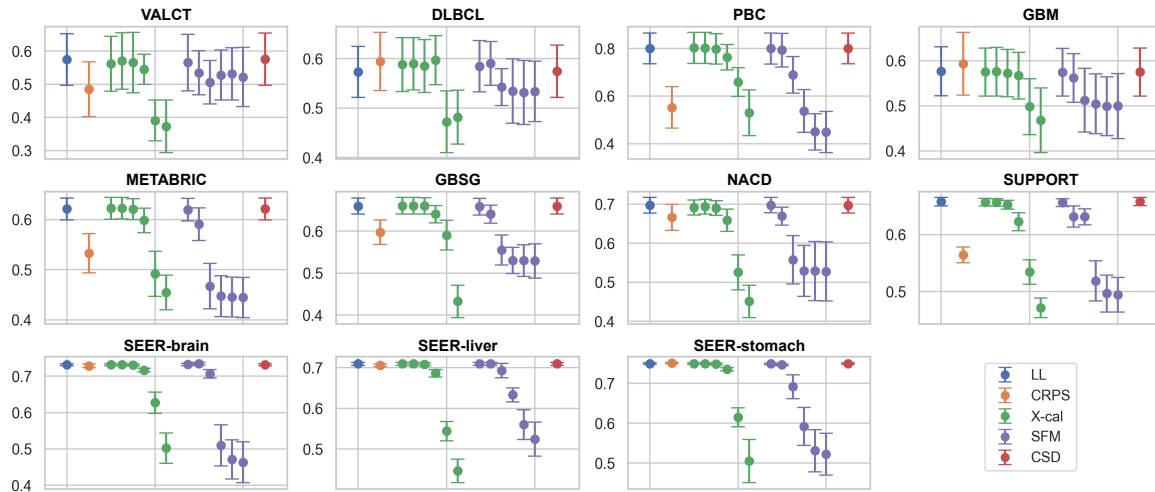 VALCT
0.6
0.5
0.4
0.3
DLBCL
0.6
0.5
0.4
PBC
0.8
0.6
0.4
GBM
0.6
0.5
0.4
METABRIC
0.6
0.5
0.4
GBSG
0.6
0.5
0.4
NACD
0.7
0.6
0.5
0.4
SUPPORT
0.6
0.5
SEER-brain
0.7
0.6
0.5
0.4
SEER-liver
0.7
0.6
0.5
SEER-stomach
0.7
0.6
0.5
LL
CRPS
X-cal
SFM
CSD